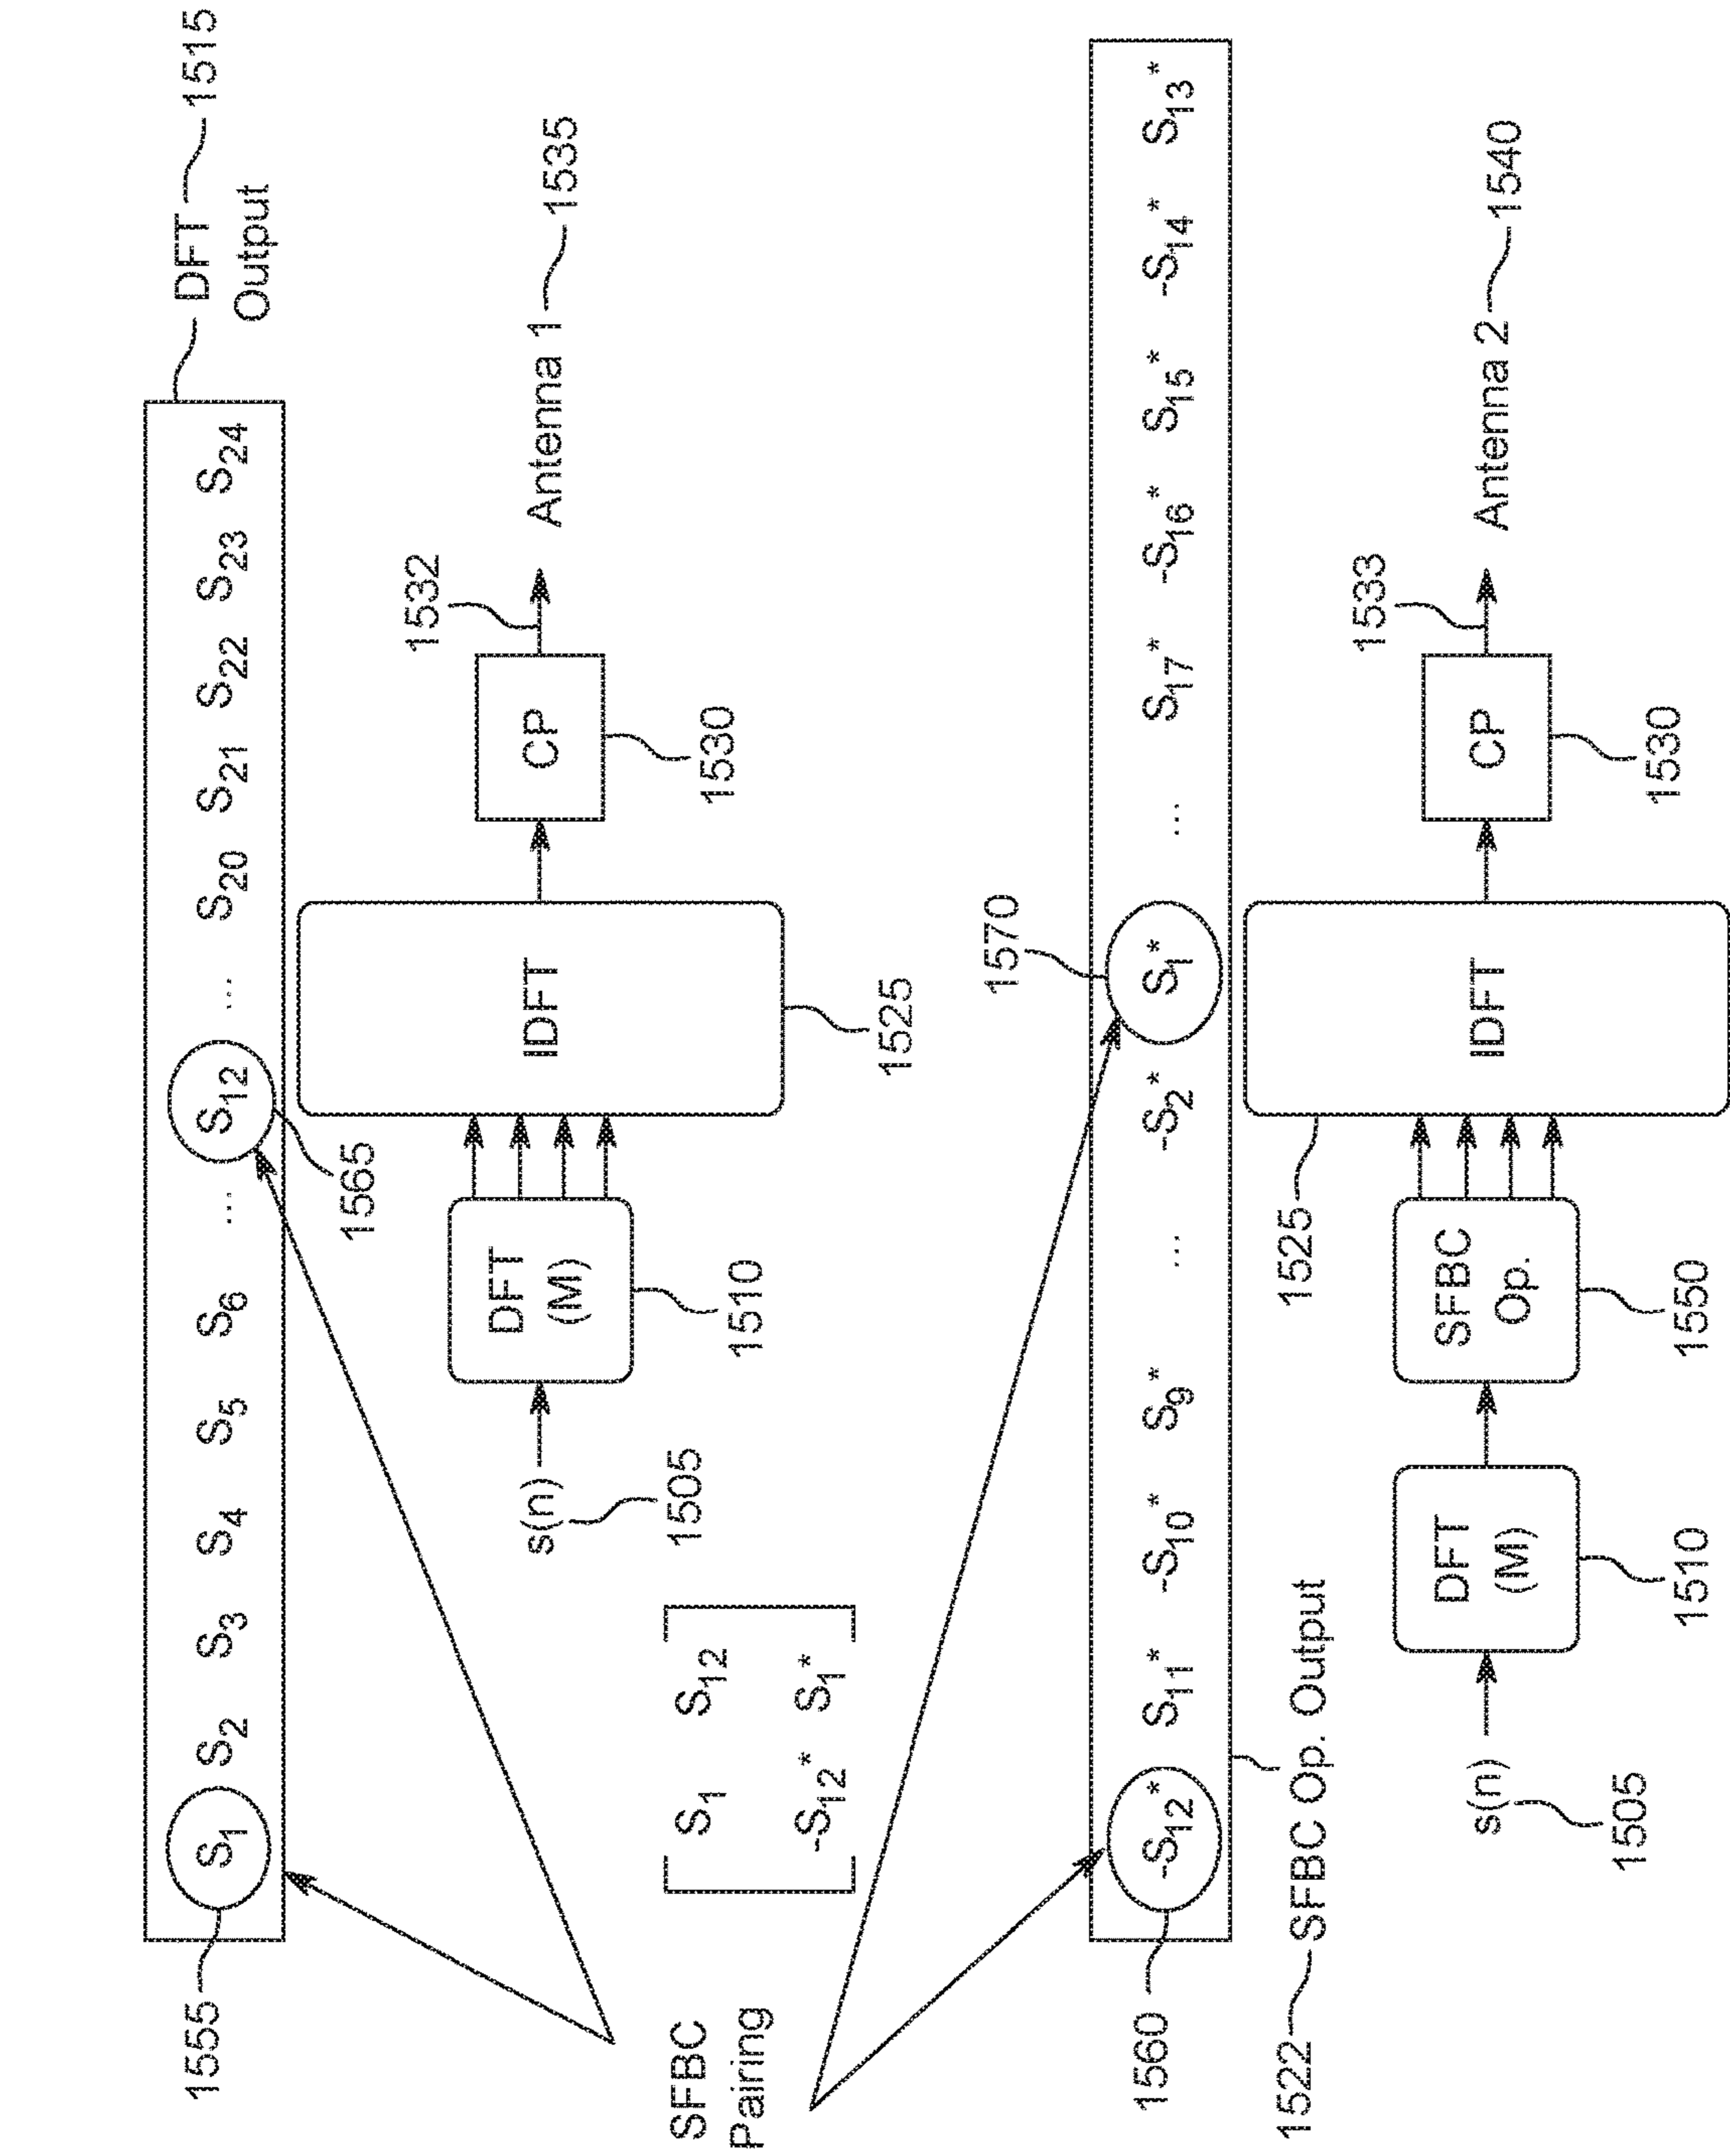 DFT 1515
Output
S1 S2 S3 S4 S5 S6 ... S12 ... S20 S21 S22 S23 S24
1555
1565
s(n)
1505
DFT
(M)
1510
IDFT
1525
CP
1530
1532
Antenna 1 1535
SFBC
Pairing
S1 S12
-S12* S1*
1570
-S12* S11* -S10* S9* ... -S2* S1* ... S17* -S16* S15* -S14* S13*
1560
1522 SFBC Op. Output
s(n)
1505
DFT
(M)
1510
SFBC
Op.
1550
IDFT
1525
CP
1530
1533
Antenna 2 1540